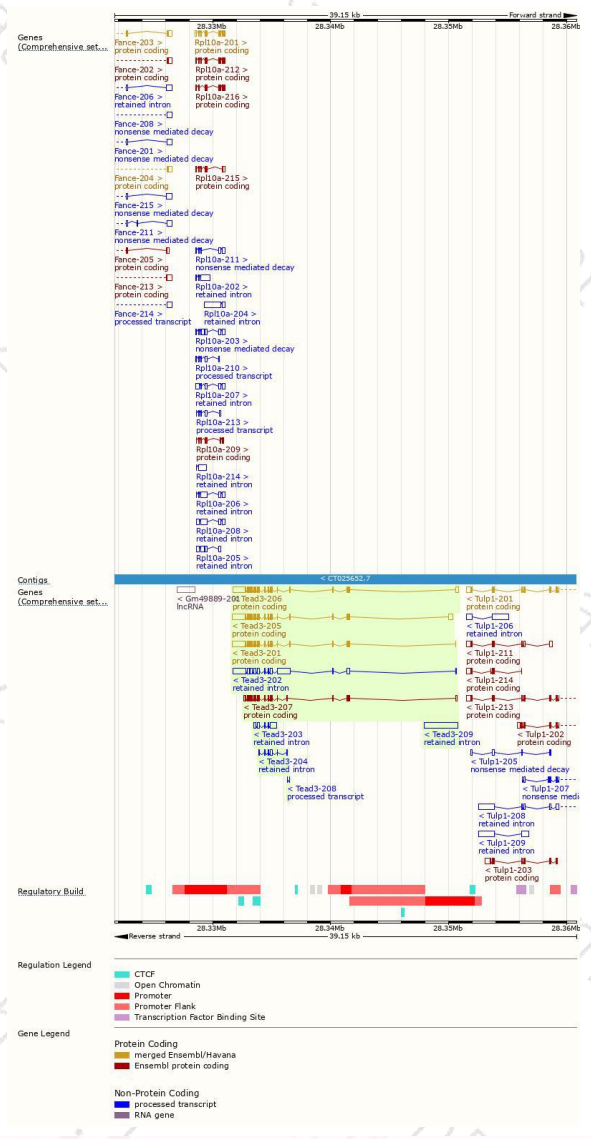 39.15 kb
Forward strand
28.33Mb 28.34Mb 28.35Mb 28.36Mb
Genes
(Comprehensive set...
Fance-203 > Rpl10a-201 >
protein coding protein coding
Fance-202 > Rpl10a-212 >
protein coding protein coding
Fance-206 > Rpl10a-216 >
retained intron protein coding
Fance-208 >
nonsense mediated decay
Fance-201 >
nonsense mediated decay
Fance-204 > Rpl10a-215 >
protein coding protein coding
Fance-215 >
nonsense mediated decay
Fance-211 >
nonsense mediated decay
Fance-205 > Rpl10a-211 >
protein coding nonsense mediated decay
Fance-213 > Rpl10a-202 >
protein coding retained intron
Fance-214 > Rpl10a-204 >
processed transcript retained intron
Rpl10a-203 >
nonsense mediated decay
Rpl10a-210 >
processed transcript
Rpl10a-207 >
retained intron
Rpl10a-213 >
processed transcript
Rpl10a-209 >
protein coding
Rpl10a-214 >
retained intron
Rpl10a-206 >
retained intron
Rpl10a-208 >
retained intron
Rpl10a-205 >
retained intron
Contigs < CT025652.7
Genes
(Comprehensive set...
< Gm49889-201 < Tead3-206 < Tulp1-201
lncRNA protein coding protein coding
< Tead3-205 < Tulp1-206
protein coding retained intron
< Tead3-201 < Tulp1-211
protein coding protein coding
< Tead3-202 < Tulp1-214
retained intron protein coding
< Tead3-207 < Tulp1-213
protein coding protein coding
< Tead3-203 < Tead3-209 < Tulp1-202
retained intron retained intron protein coding
< Tead3-204 < Tulp1-205
retained intron nonsense mediated decay
< Tead3-208 < Tulp1-207
processed transcript nonsense medi
< Tulp1-208
retained intron
< Tulp1-209
retained intron
< Tulp1-203
protein coding
Regulatory Build
28.33Mb 28.34Mb 28.35Mb 28.36Mb
Reverse strand 39.15 kb
Regulation Legend
CTCF
Open Chromatin
Promoter
Promoter Flank
Transcription Factor Binding Site
Gene Legend
Protein Coding
merged Ensembl/Havana
Ensembl protein coding
Non-Protein Coding
processed transcript
RNA gene